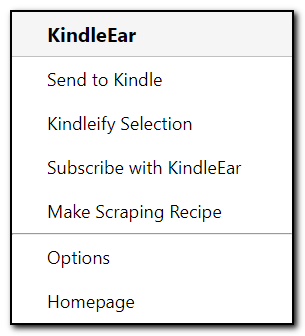 KindleEar
Send to Kindle
Kindleify Selection
Subscribe with KindleEar
Make Scraping Recipe
Options
Homepage